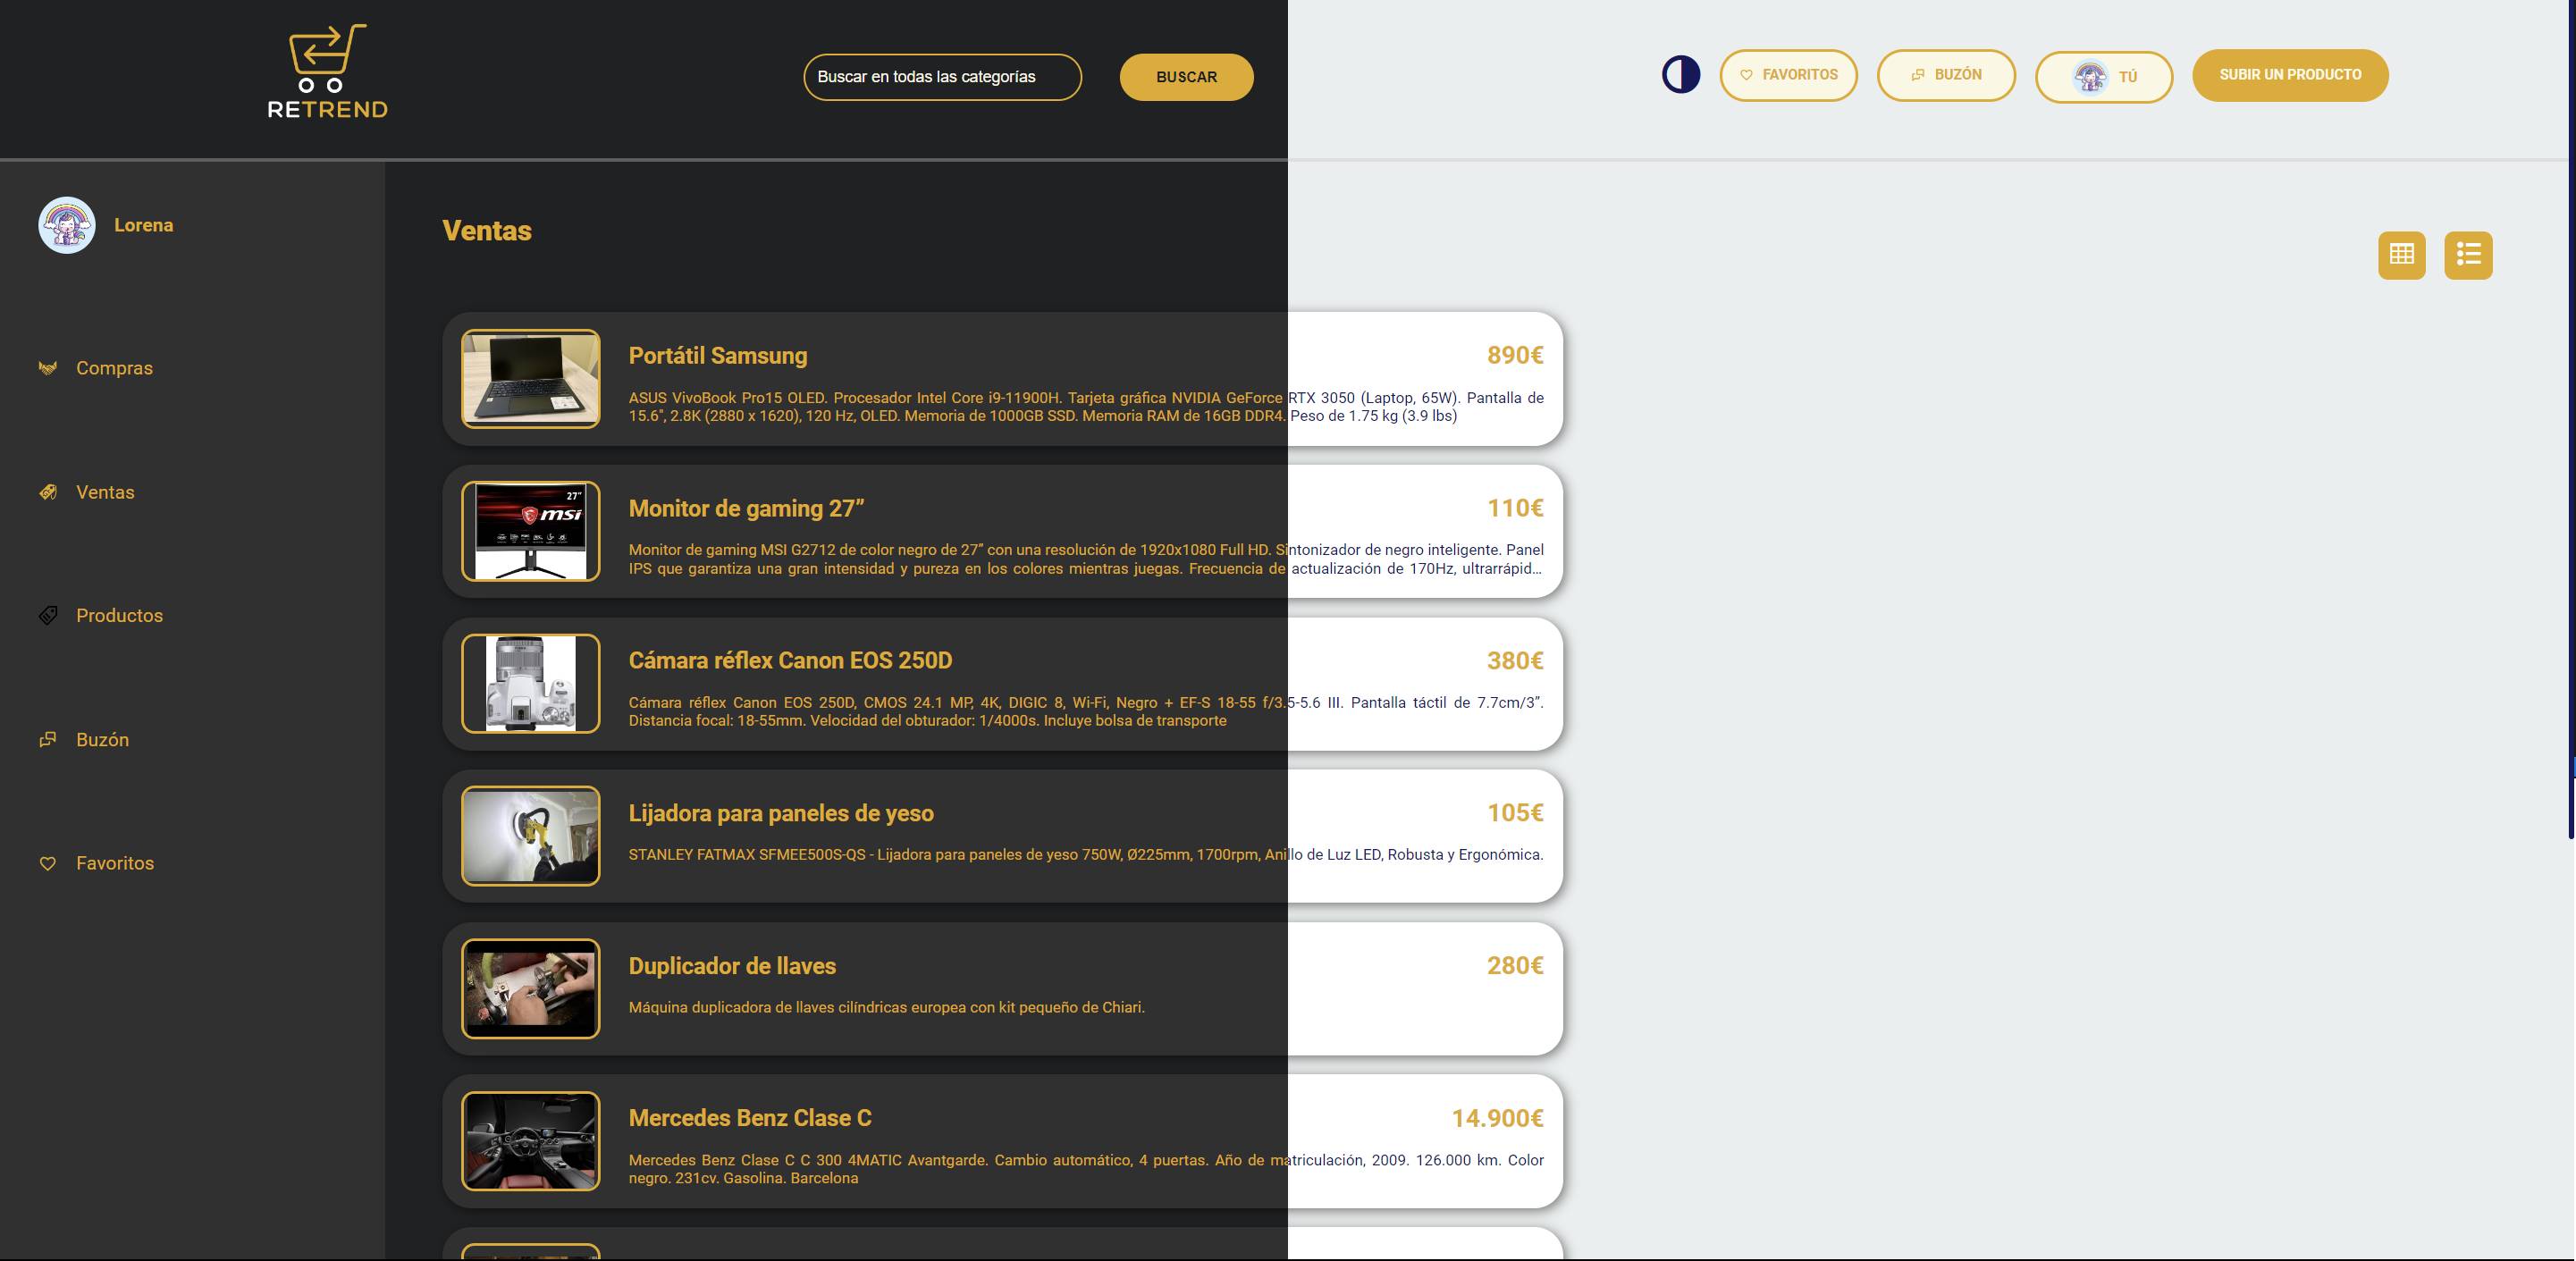 RETREND
Buscar en todas las categorías
BUSCAR
FAVORITOS
BUZÓN
TÚ
SUBIR UN PRODUCTO
Lorena
Compras
Ventas
Productos
Buzón
Favoritos
Ventas
Portátil Samsung
890€
ASUS VivoBook Pro15 OLED. Procesador Intel Core i9-11900H. Tarjeta gráfica NVIDIA GeForce RTX 3050 (Laptop, 65W). Pantalla de
15.6", 2.8K (2880 x 1620), 120 Hz, OLED. Memoria de 1000GB SSD. Memoria RAM de 16GB DDR4. Peso de 1.75 kg (3.9 lbs)
27"
msi
Monitor de gaming 27”
110€
Monitor de gaming MSI G2712 de color negro de 27” con una resolución de 1920x1080 Full HD. Sintonizador de negro inteligente. Panel
IPS que garantiza una gran intensidad y pureza en los colores mientras juegas. Frecuencia de actualización de 170Hz, ultrarrápid...
Cámara réflex Canon EOS 250D
380€
Cámara réflex Canon EOS 250D, CMOS 24.1 MP, 4K, DIGIC 8, Wi-Fi, Negro + EF-S 18-55 f/3.5-5.6 III. Pantalla táctil de 7.7cm/3”.
Distancia focal: 18-55mm. Velocidad del obturador: 1/4000s. Incluye bolsa de transporte
Lijadora para paneles de yeso
105€
STANLEY FATMAX SFMEE500S-QS - Lijadora para paneles de yeso 750W, Ø225mm, 1700rpm, Anillo de Luz LED, Robusta y Ergonómica.
Duplicador de llaves
280€
Máquina duplicadora de llaves cilíndricas europea con kit pequeño de Chiari.
Mercedes Benz Clase C
14.900€
Mercedes Benz Clase C C 300 4MATIC Avantgarde. Cambio automático, 4 puertas. Año de matriculación, 2009. 126.000 km. Color
negro. 231cv. Gasolina. Barcelona